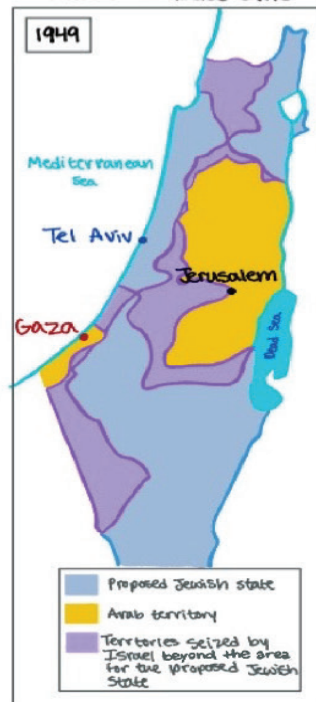 1949
Mediterranean
Sea
Tel Aviv
Jerusalem
Gaza
Dead Sea
Proposed Jewish state
Arab territory
Territories seized by
Israel beyond the area
for the proposed Jewish
State